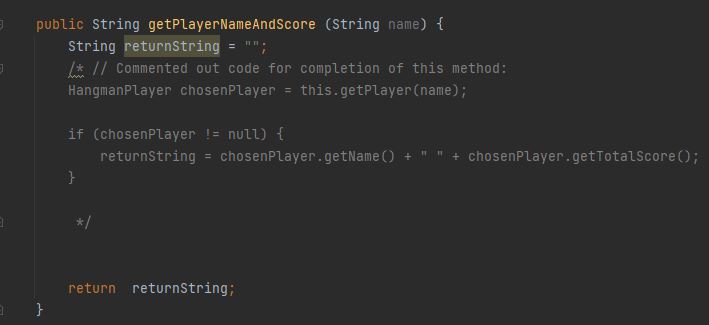 public String getPlayerNameAndScore (String name) {
String returnString = "";
/* // Commented out code for completion of this method:
HangmanPlayer chosenPlayer = this.getPlayer(name);
if (chosenPlayer != null) {
returnString = chosenPlayer.getName() + " " + chosenPlayer.getTotalScore();
}
*/
return  returnString;
}